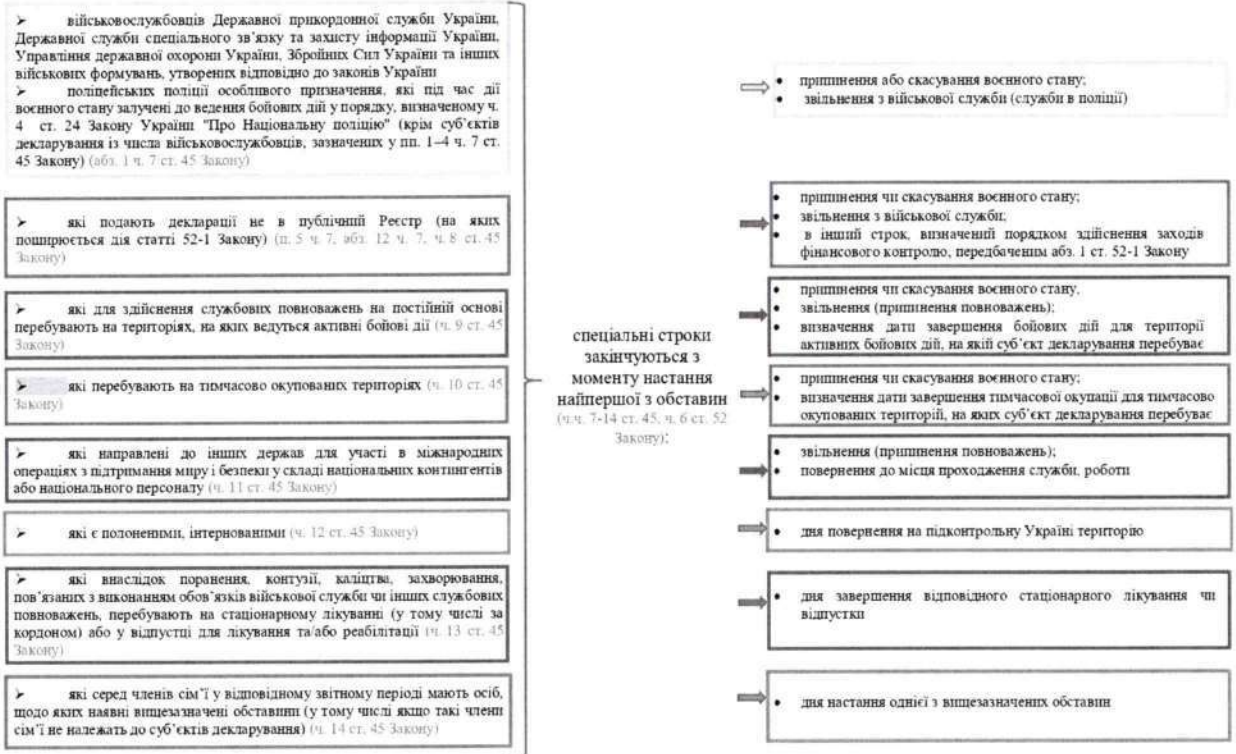 ➢ військовослужбовців Державної прикордонної служби України,
Державної служби спеціального зв’язку та захисту інформації України,
Управління державної охорони України, Збройних Сил України та інших
військових формувань, утворених відповідно до законів України
➢ поліцейських поліції особливого призначення, які під час дії
воєнного стану залучені до ведення бойових дій у порядку, визначеному ч.
4 ст. 24 Закону України "Про Національну поліцію" (крім суб’єктів
декларування із числа військовослужбовців, зазначених у пп. 1–4 ч. 7 ст.
45 Закону) (абз. 1 ч. 7 ст. 45 Закону)
➢ які подають декларації не в публічний Реєстр (на яких
поширюється дія статті 52-1 Закону) (п. 5 ч. 7, абз. 12 ч. 7, ч. 8 ст. 45
Закону)
➢ які для здійснення службових повноважень на постійній основі
перебувають на територіях, на яких ведуться активні бойові дії (ч. 9 ст. 45
Закону)
➢ які перебувають на тимчасово окупованих територіях (ч. 10 ст. 45
Закону)
➢ які направлені до інших держав для участі в міжнародних
операціях з підтримання миру і безпеки у складі національних контингентів
або національного персоналу (ч. 11 ст. 45 Закону)
➢ які є полоненими, інтернованими (ч. 12 ст. 45 Закону)
➢ які внаслідок поранення, контузії, каліцтва, захворювання,
пов’язаних з виконанням обов’язків військової служби чи інших службових
повноважень, перебувають на стаціонарному лікуванні (у тому числі за
кордоном) або у відпустці для лікування та/або реабілітації (ч. 13 ст. 45
Закону)
➢ які серед членів сім’ї у відповідному звітному періоді мають осіб,
щодо яких наявні вищезазначені обставини (у тому числі якщо такі члени
сім’ї не належать до суб’єктів декларування) (ч. 14 ст. 45 Закону)
спеціальні строки
закінчуються з
моменту настання
найпершої з обставин
(ч.ч. 7-14 ст. 45, ч. 6 ст. 52
Закону):
• припинення або скасування воєнного стану;
• звільнення з військової служби (служби в поліції)
• припинення чи скасування воєнного стану;
• звільнення з військової служби;
• в інший строк, визначений порядком здійснення заходів
фінансового контролю, передбаченим абз. 1 ст. 52-1 Закону
• припинення чи скасування воєнного стану,
• звільнення (припинення повноважень);
• визначення дати завершення бойових дій для території
активних бойових дій, на якій суб’єкт декларування перебуває
• припинення чи скасування воєнного стану;
• визначення дати завершення тимчасової окупації для тимчасово
окупованих територій, на яких суб’єкт декларування перебуває
• звільнення (припинення повноважень);
• повернення до місця проходження служби, роботи
• дня повернення на підконтрольну Україні територію
• дня завершення відповідного стаціонарного лікування чи
відпустки
• дня настання однієї з вищезазначених обставин